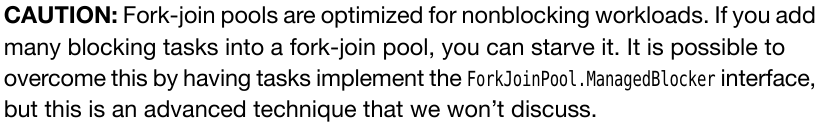 CAUTION: Fork-join pools are optimized for nonblocking workloads. If you add
many blocking tasks into a fork-join pool, you can starve it. It is possible to
overcome this by having tasks implement the ForkJoinPool.ManagedBlocker interface,
but this is an advanced technique that we won’t discuss.